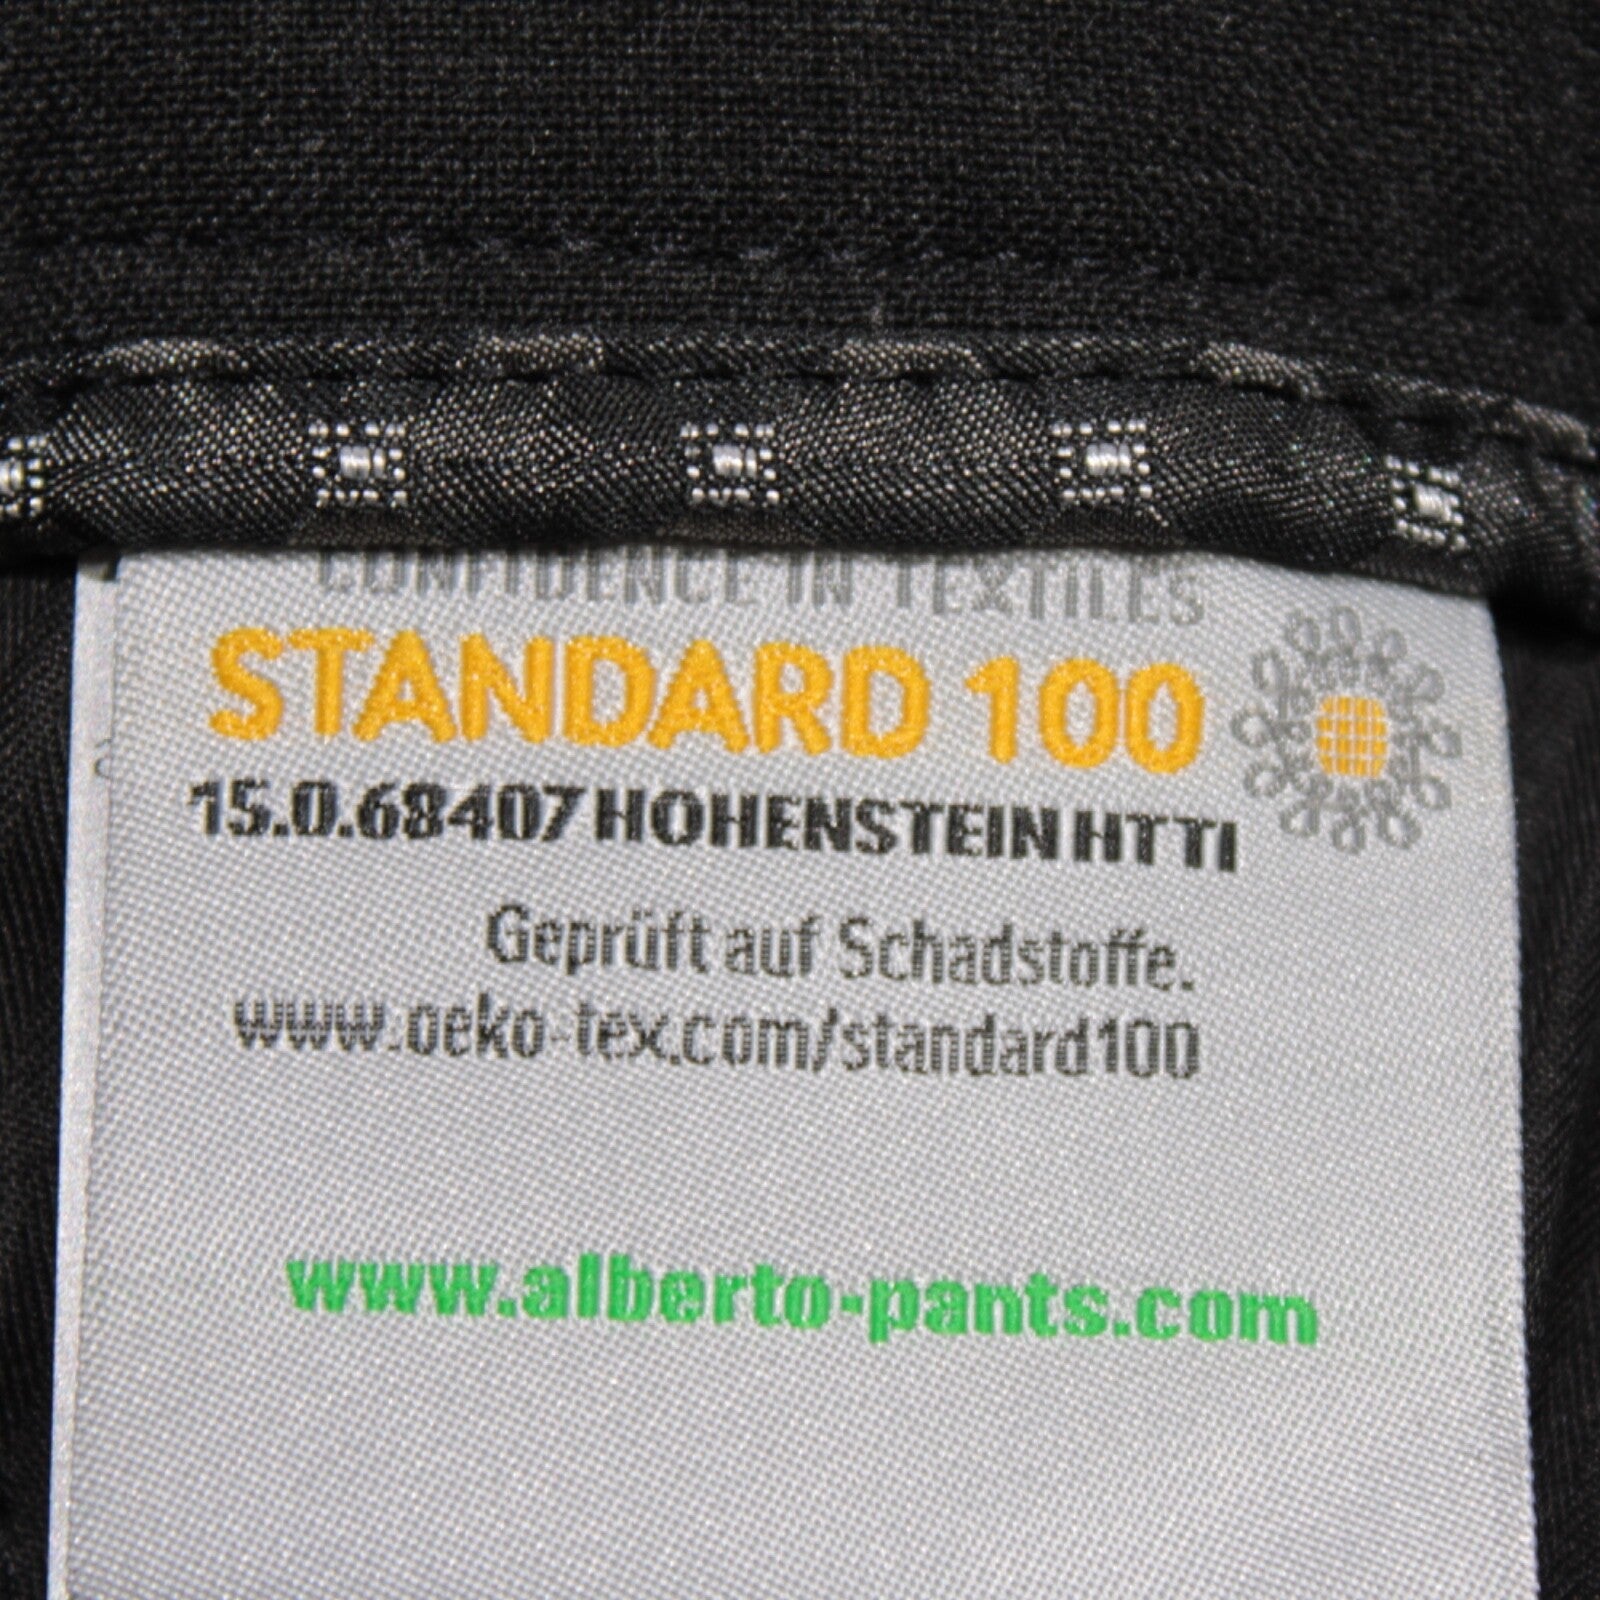 CONFIDENCE IN TEXTILES
STANDARD 100
15.0.68407 HOHENSTEIN HTTI
Geprüft auf Schadstoffe.
www.oeko-tex.com/standard100
www.alberto-pants.com